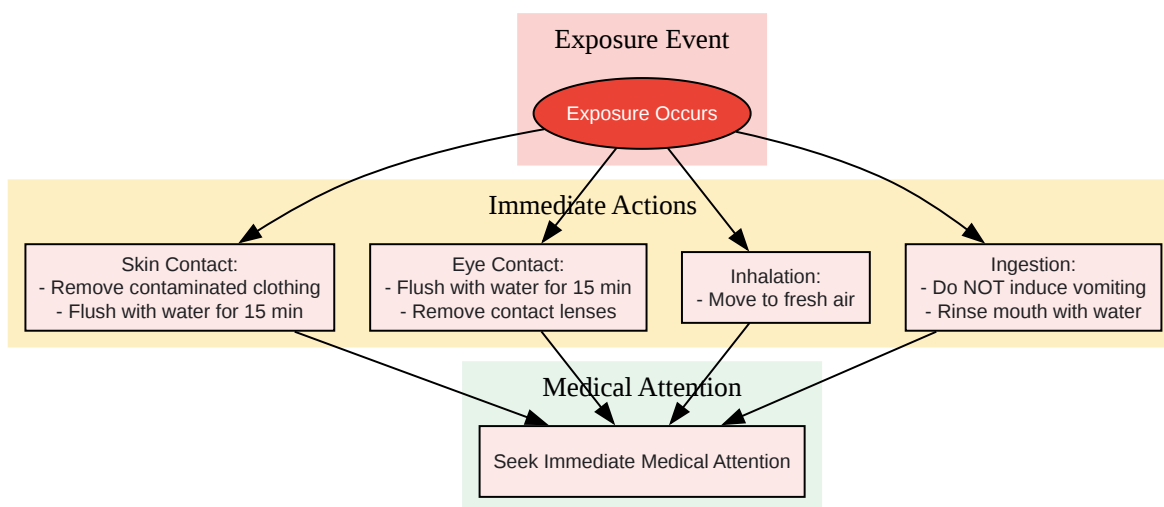 Exposure Event
Exposure Occurs
Immediate Actions
Skin Contact:
- Remove contaminated clothing
- Flush with water for 15 min
Eye Contact:
- Flush with water for 15 min
- Remove contact lenses
Inhalation:
- Move to fresh air
Ingestion:
- Do NOT induce vomiting
- Rinse mouth with water
Medical Attention
Seek Immediate Medical Attention